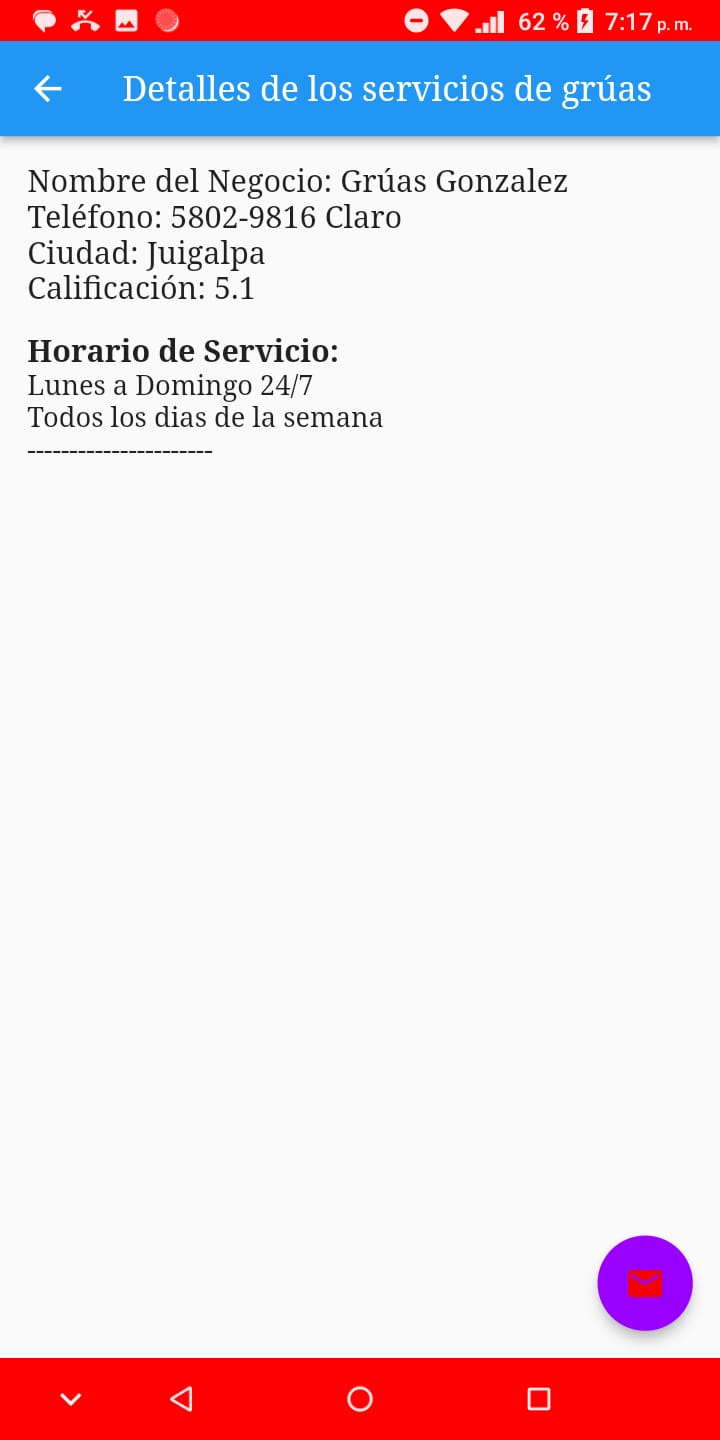 62 % 7:17 p. m.
Detalles de los servicios de grúas
Nombre del Negocio: Grúas Gonzalez
Teléfono: 5802-9816 Claro
Ciudad: Juigalpa
Calificación: 5.1
Horario de Servicio:
Lunes a Domingo 24/7
Todos los dias de la semana
----------------------